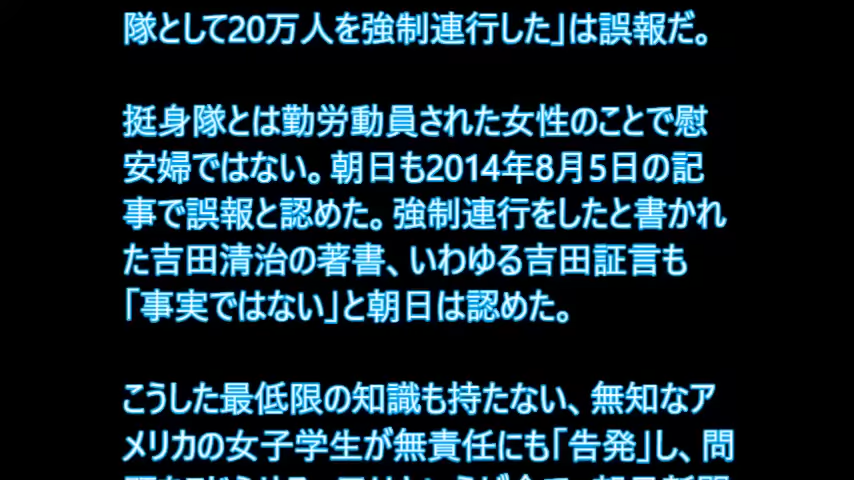 隊として20万人を強制連行した」は誤報だ。
挺身隊とは勤労動員された女性のことで慰
安婦ではない。朝日も2014年8月5日の記
事で誤報と認めた。強制連行をしたと書かれ
た吉田清治の著書、いわゆる吉田証言も
「事実ではない」と朝日は認めた。
こうした最低限の知識も持たない、無知なア
メリカの女子学生が無責任にも「告発」し、問